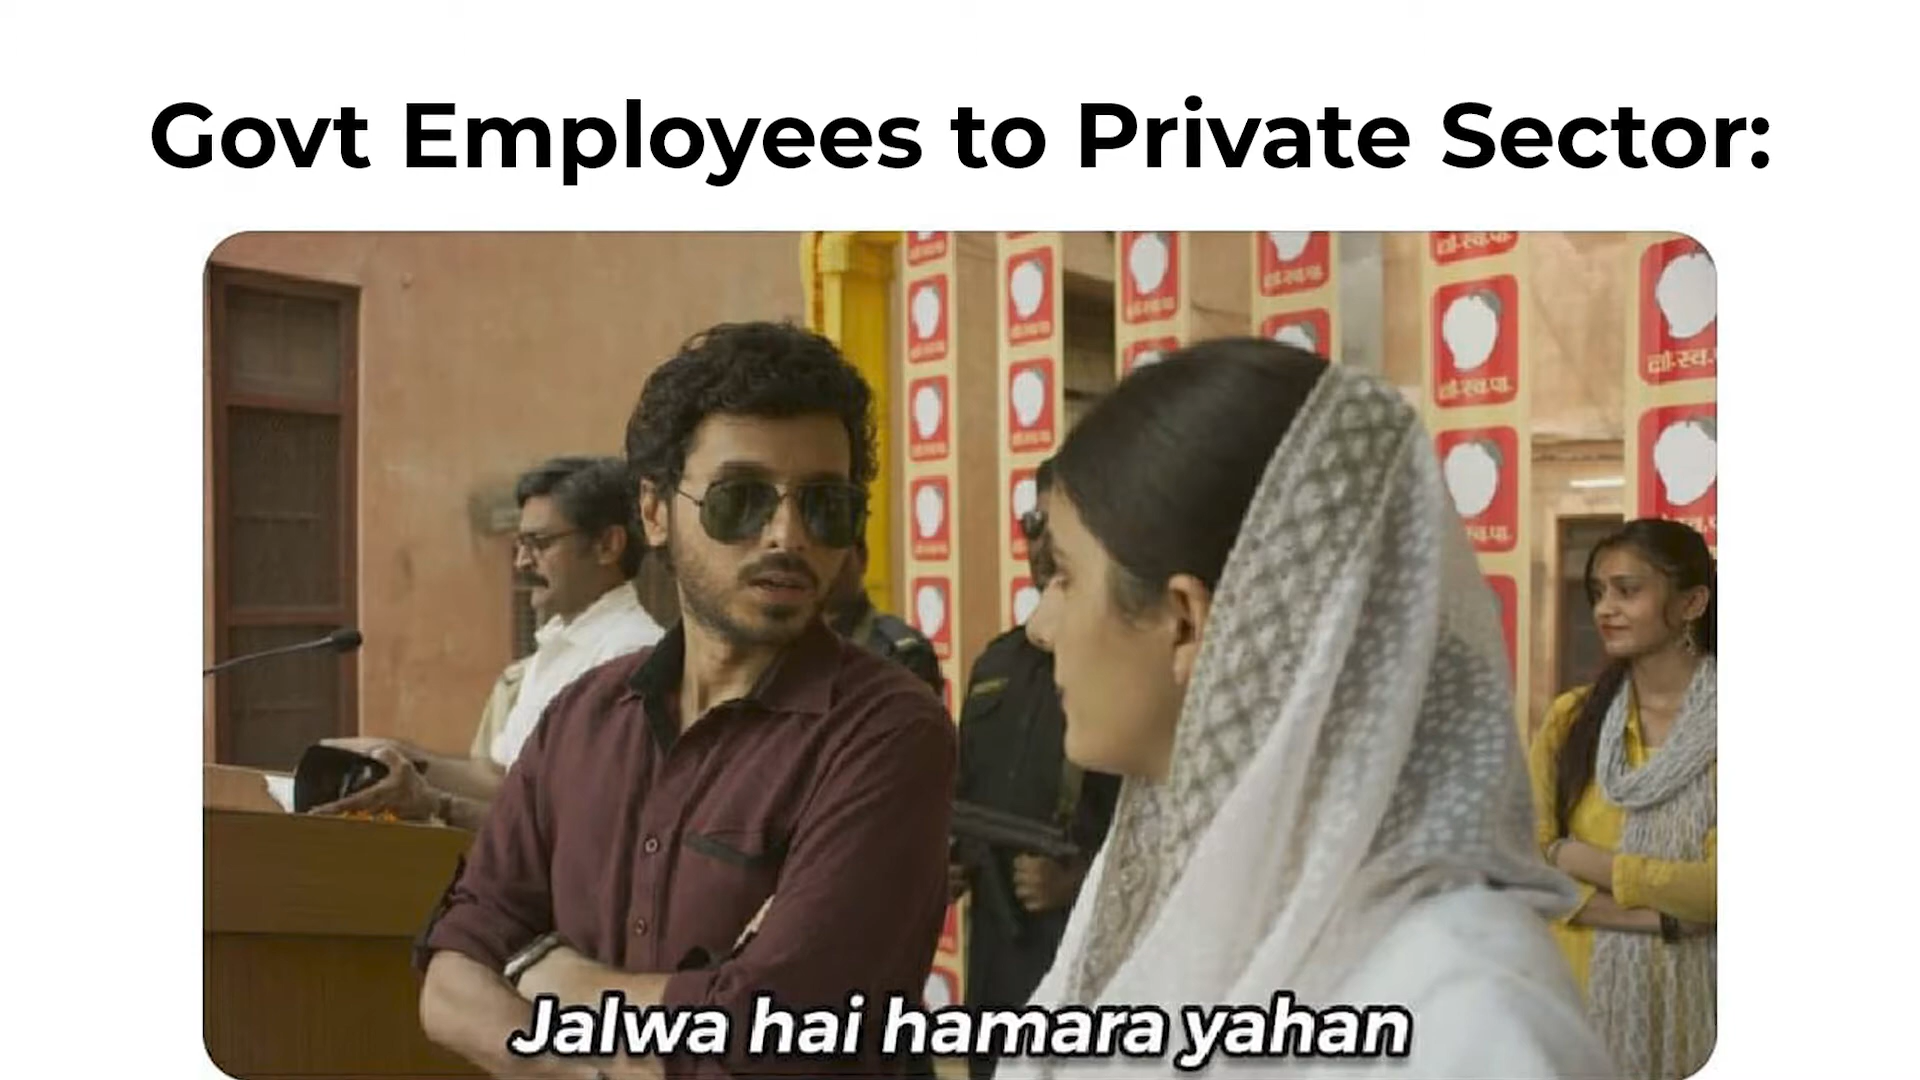 Govt Employees to Private Sector:
लो.स्व.पा.
Jalwa hai hamara yahan